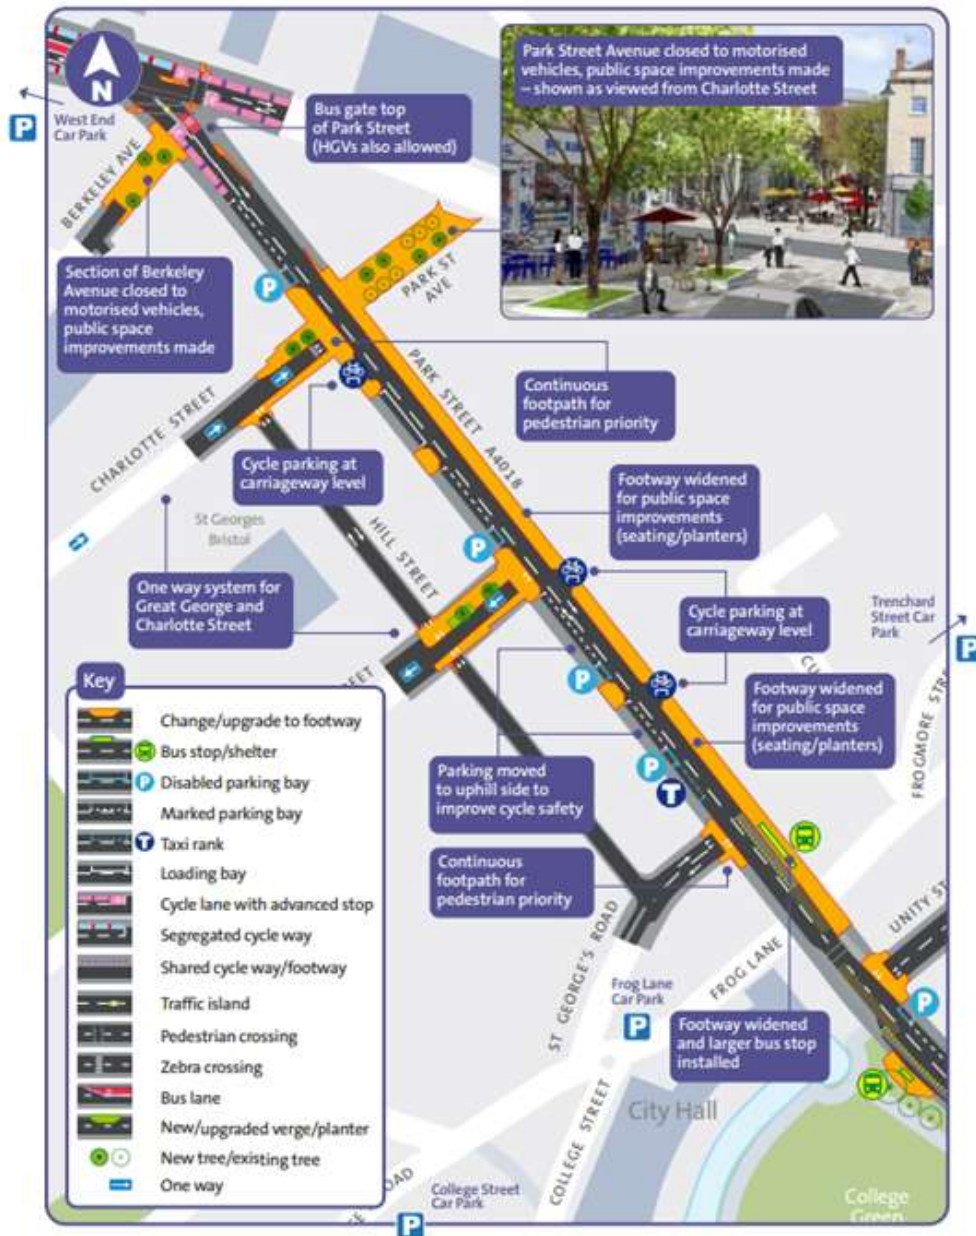 Park Street Avenue closed to motorised
vehicles, public space improvements made
– shown as viewed from Charlotte Street
N
P
West End
Car Park
Bus gate top
of Park Street
(HGVs also allowed)
BERKELEY AVE
Section of Berkeley
Avenue closed to
motorised vehicles,
public space
improvements made
P
PARK ST
AVE
PARK STREET A4018
Continuous
footpath for
pedestrian priority
CHARLOTTE STREET
Cycle parking at
carriageway level
Footway widened
for public space
improvements
(seating/planters)
St Georges
Bristol
HILL STREET
P
One way system for
Great George and
Charlotte Street
Cycle parking at
carriageway level
Trenchard
Street Car
Park
P
P
Footway widened
for public space
improvements
(seating/planters)
FROGMORE
Parking moved
to uphill side to
improve cycle safety
P
T
Continuous
footpath for
pedestrian priority
UNITY
ST GEORGE'S ROAD
FROG LANE
Frog Lane
Car Park
P
P
Footway widened
and larger bus stop
installed
City Hall
COLLEGE STREET
College Street
Car Park
P
College
Green
Key
Change/upgrade to footway
Bus stop/shelter
P Disabled parking bay
Marked parking bay
T Taxi rank
Loading bay
Cycle lane with advanced stop
Segregated cycle way
Shared cycle way/footway
Traffic island
Pedestrian crossing
Zebra crossing
Bus lane
New/upgraded verge/planter
New tree/existing tree
One way